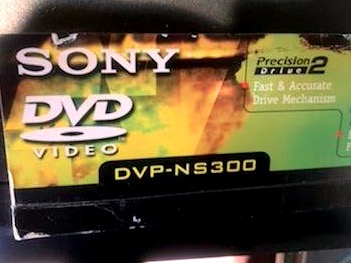 SONY
DVD
VIDEO
Precision
Drive 2
Fast & Accurate
Drive Mechanism
DVP-NS300